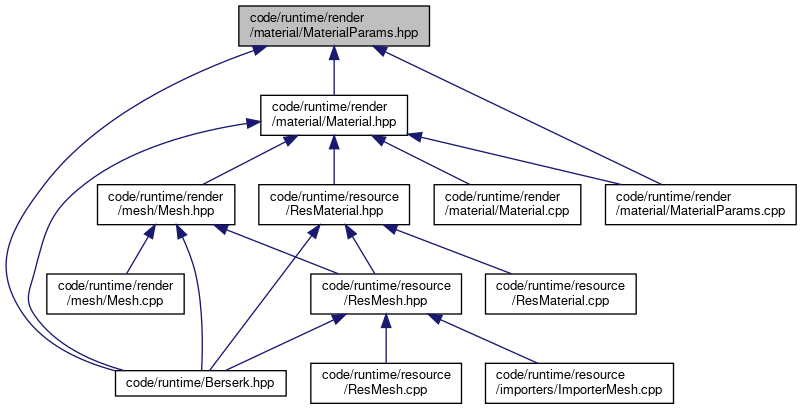 code/runtime/render
/material/MaterialParams.hpp
code/runtime/render
/material/Material.hpp
code/runtime/render
/mesh/Mesh.hpp
code/runtime/resource
/ResMaterial.hpp
code/runtime/render
/material/Material.cpp
code/runtime/render
/material/MaterialParams.cpp
code/runtime/render
/mesh/Mesh.cpp
code/runtime/resource
/ResMesh.hpp
code/runtime/resource
/ResMaterial.cpp
code/runtime/Berserk.hpp
code/runtime/resource
/ResMesh.cpp
code/runtime/resource
/importers/ImporterMesh.cpp